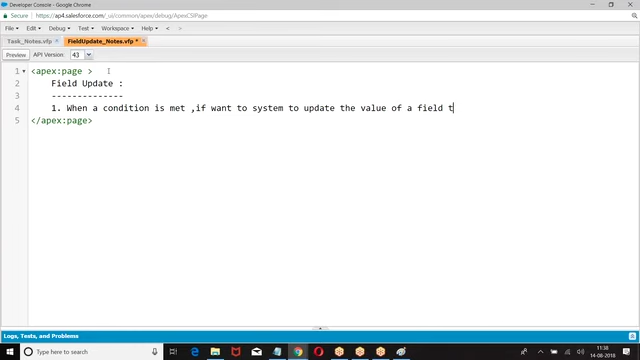 Developer Console - Google Chrome
Secure | https://ap4.salesforce.com/_ui/common/apex/debug/ApexCSIPage
File Edit Debug Test Workspace Help < >
Task_Notes.vfp FieldUpdate_Notes.vfp *
Preview API Version: 43
1 <apex:page >
2 Field Update :
3 --------------
4 1. When a condition is met ,if want to system to update the value of a field t
5 </apex:page>
Logs, Tests, and Problems
Type here to search
11:38
14-08-2018